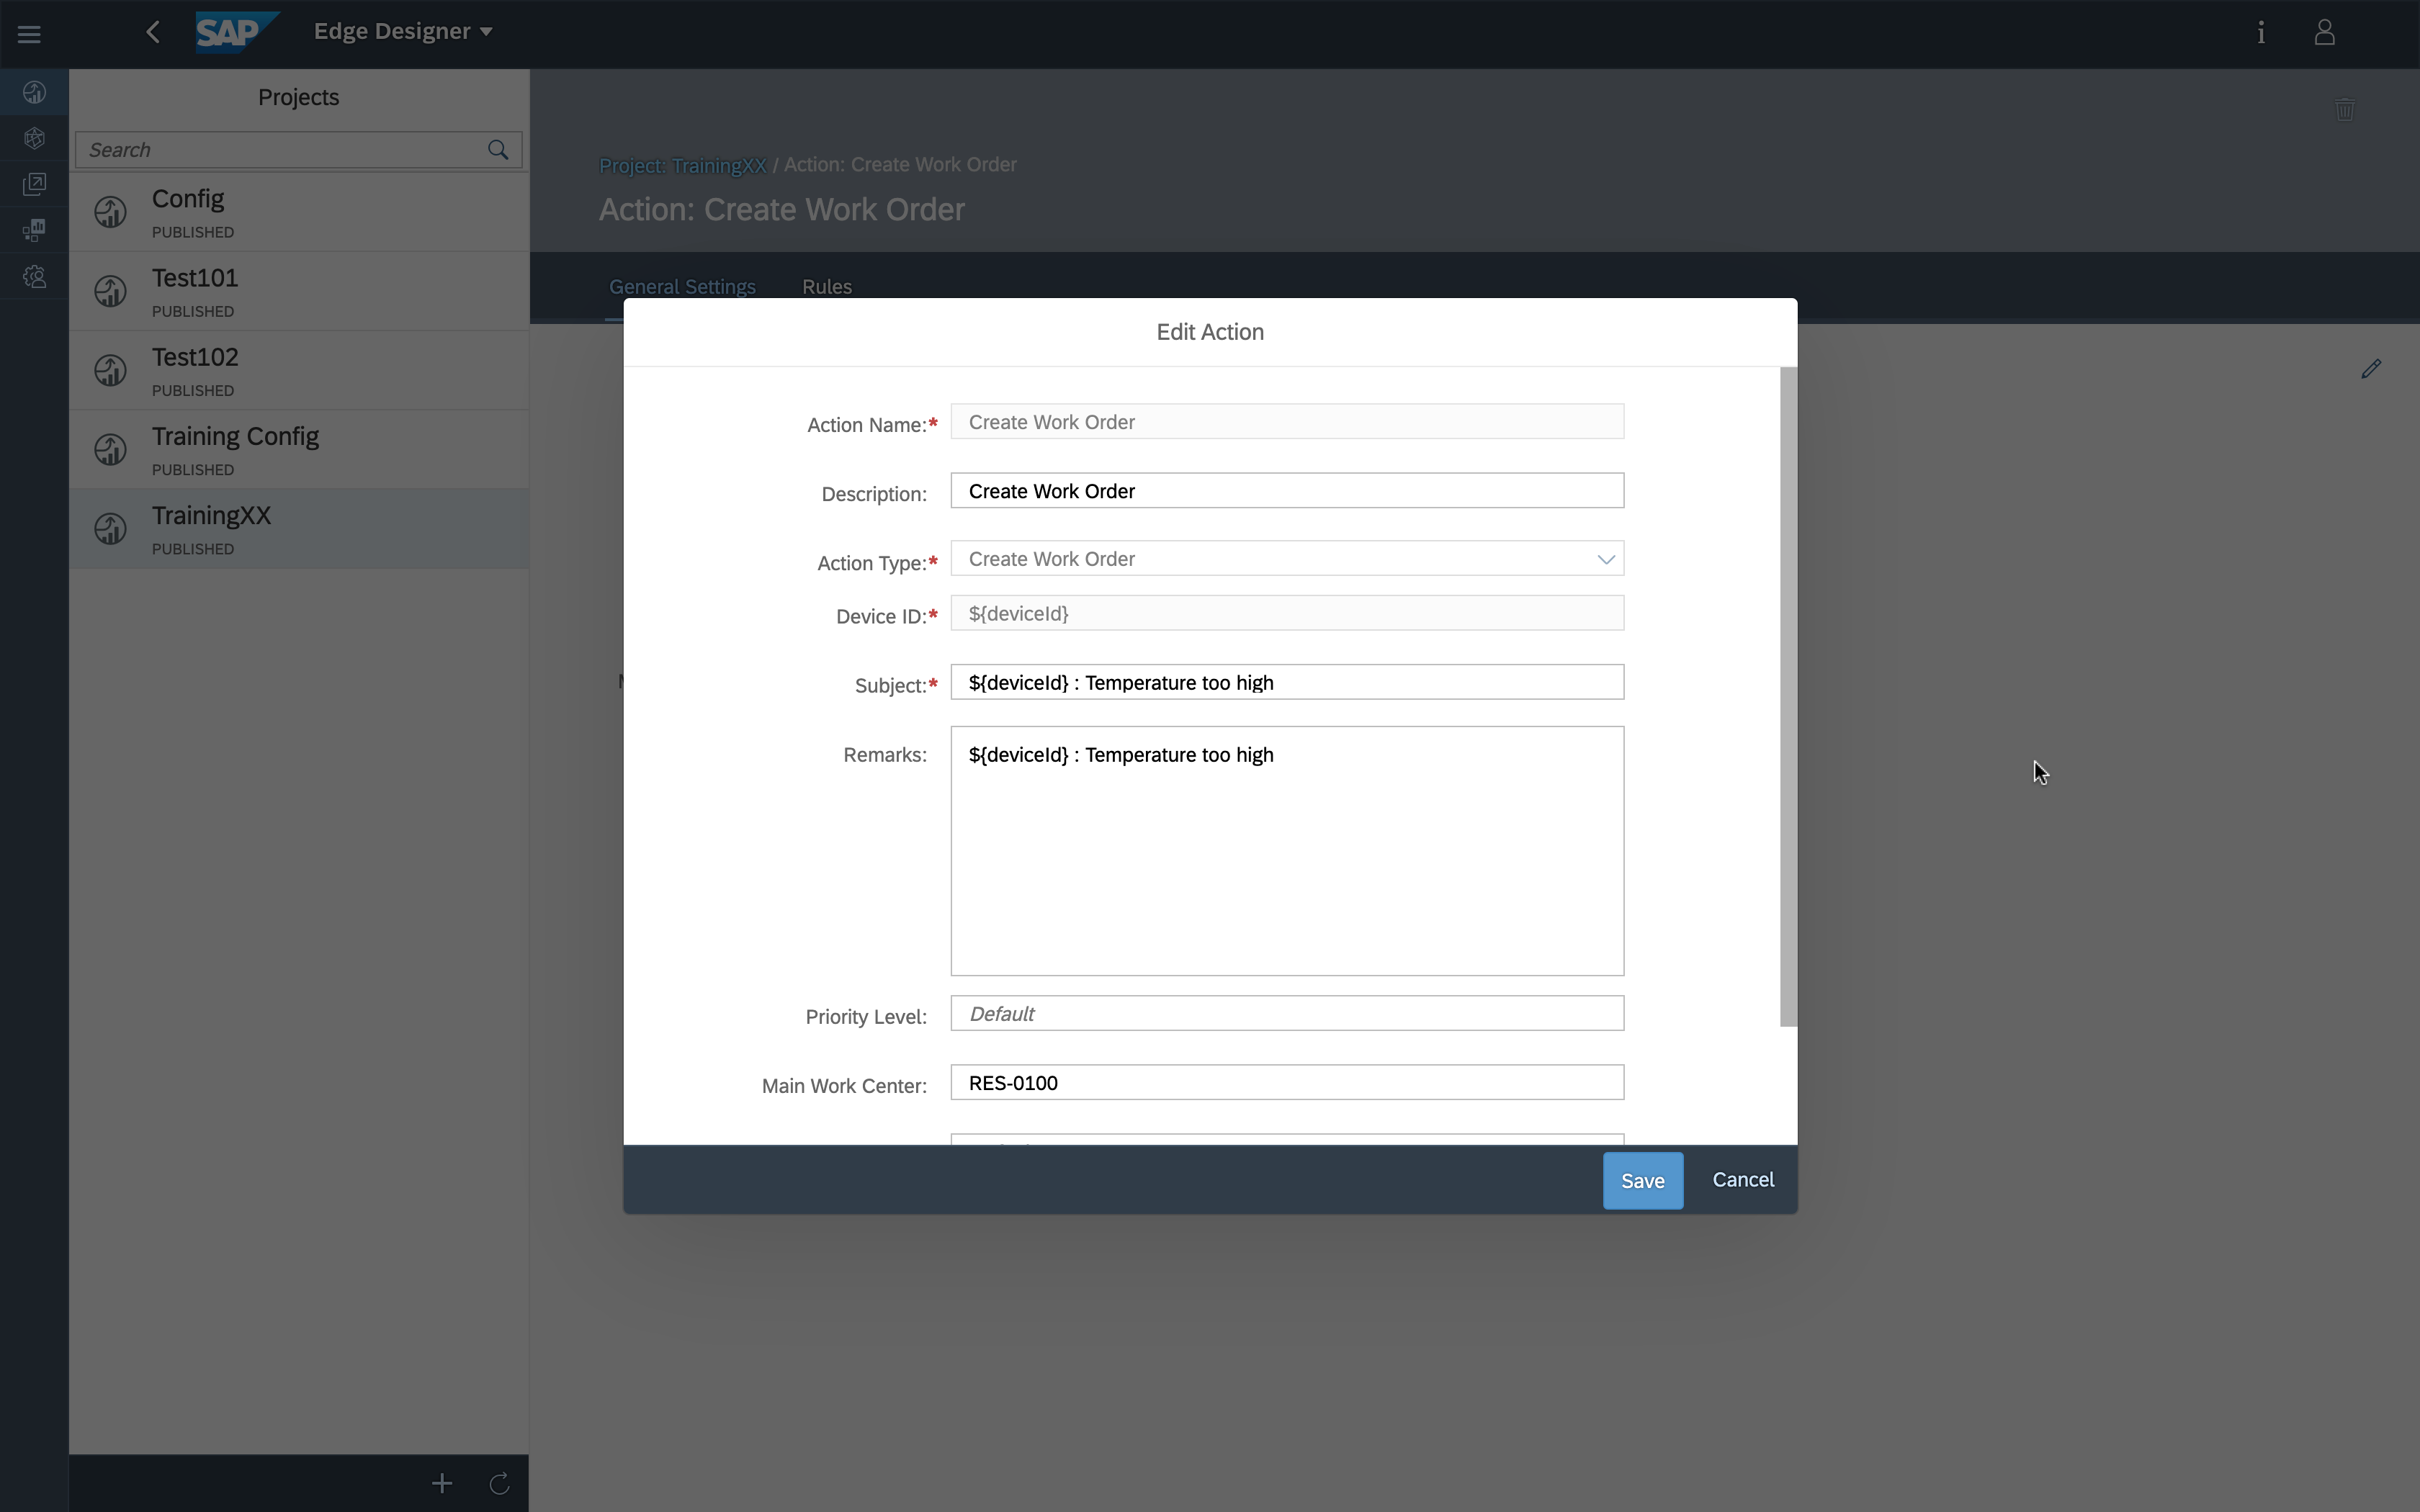 SAP
Edge Designer
Projects
Search
Config
PUBLISHED
Test101
PUBLISHED
Test102
PUBLISHED
Training Config
PUBLISHED
TrainingXX
PUBLISHED
Project: TrainingXX / Action: Create Work Order
Action: Create Work Order
General Settings Rules
Edit Action
Action Name:* Create Work Order
Description: Create Work Order
Action Type:* Create Work Order
Device ID:* ${deviceId}
Subject:* ${deviceId} : Temperature too high
Remarks: ${deviceId} : Temperature too high
Priority Level: Default
Main Work Center: RES-0100
Save Cancel